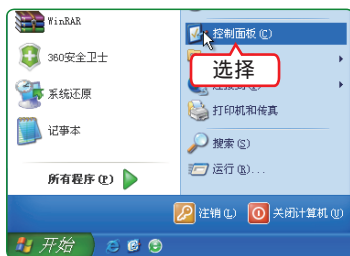 WinRAR
360安全卫士
系统还原
记事本
所有程序(P)
控制面板(C)
选择
打印机和传真
搜索(S)
运行(R)...
注销(L)
关闭计算机(U)
开始